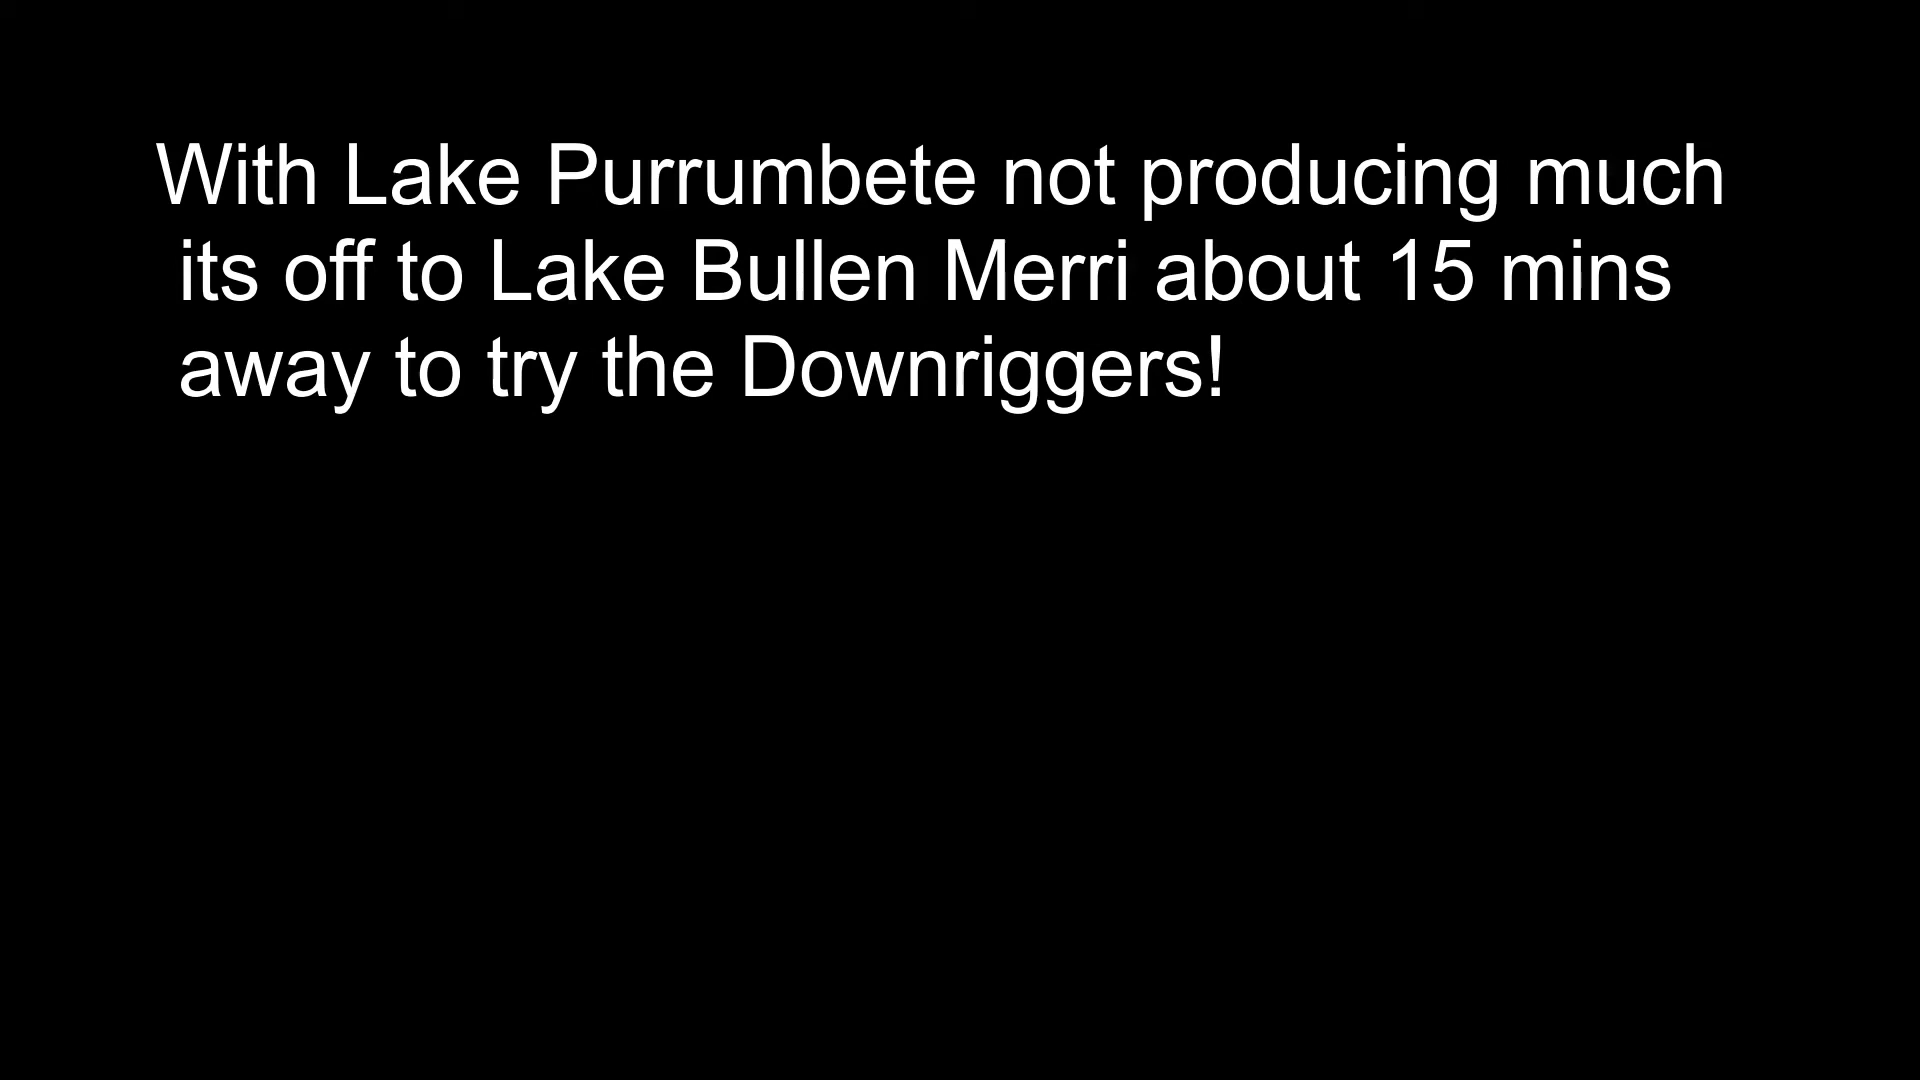 With Lake Purrumbete not producing much
its off to Lake Bullen Merri about 15 mins
away to try the Downriggers!